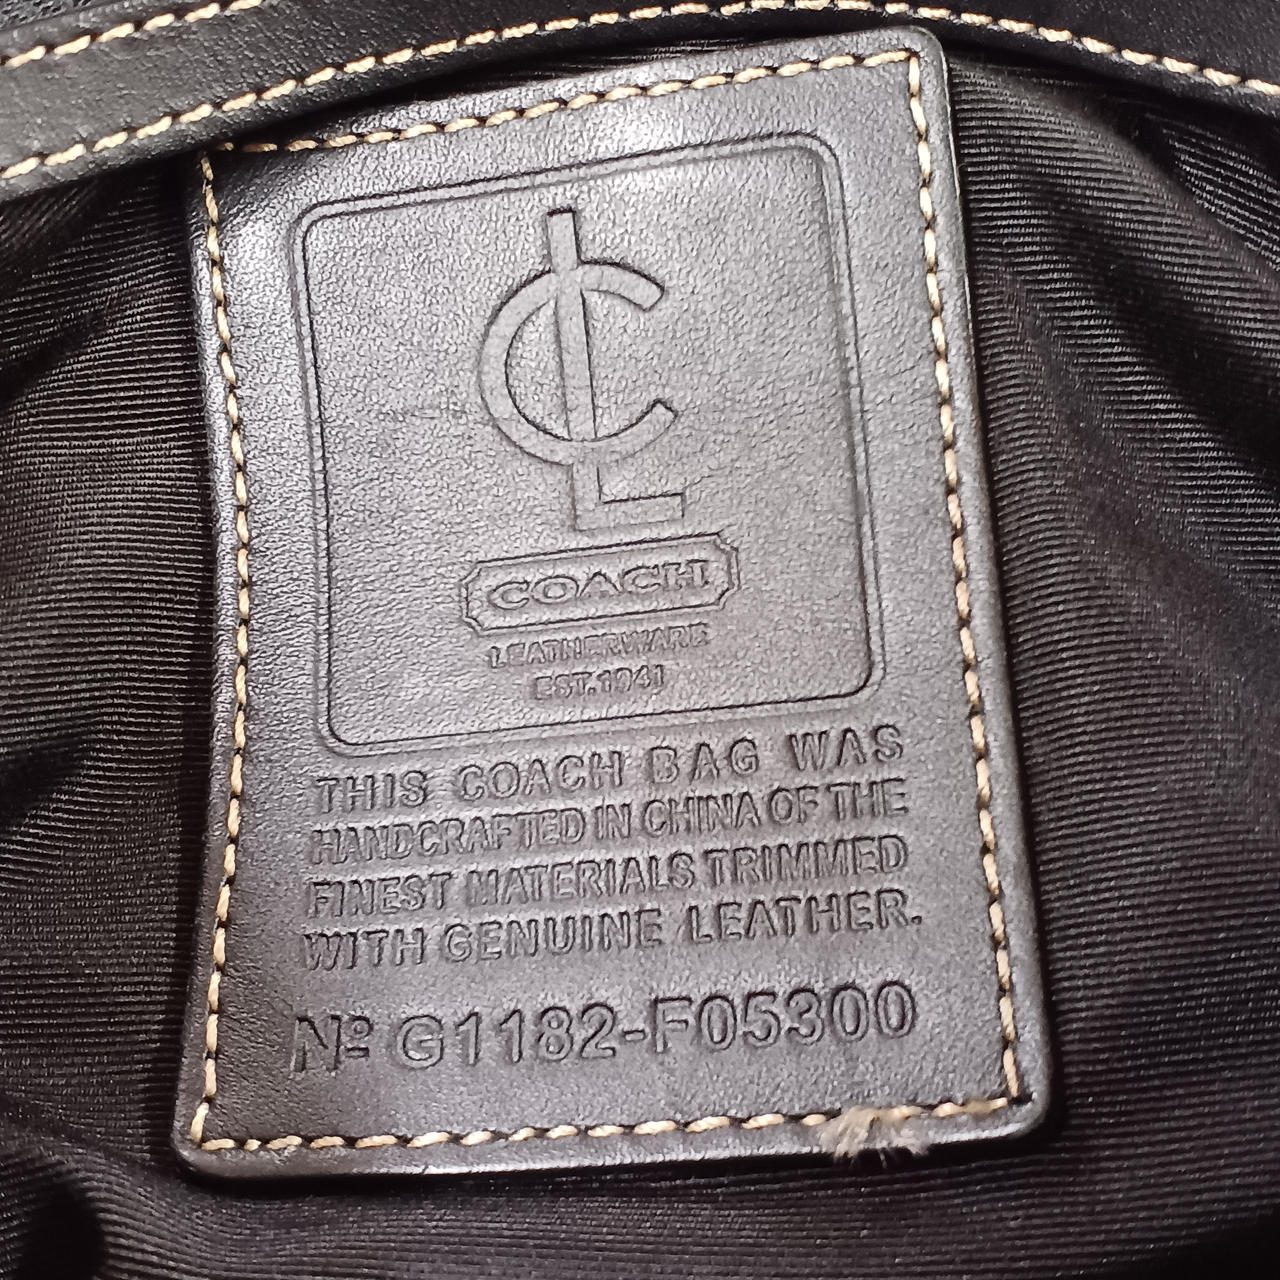 CL
COACH
LEATHERWARE
EST.1941
THIS COACH BAG WAS
HANDCRAFTED IN CHINA OF THE
FINEST MATERIALS TRIMMED
WITH GENUINE LEATHER.
Nº G1182-F05300